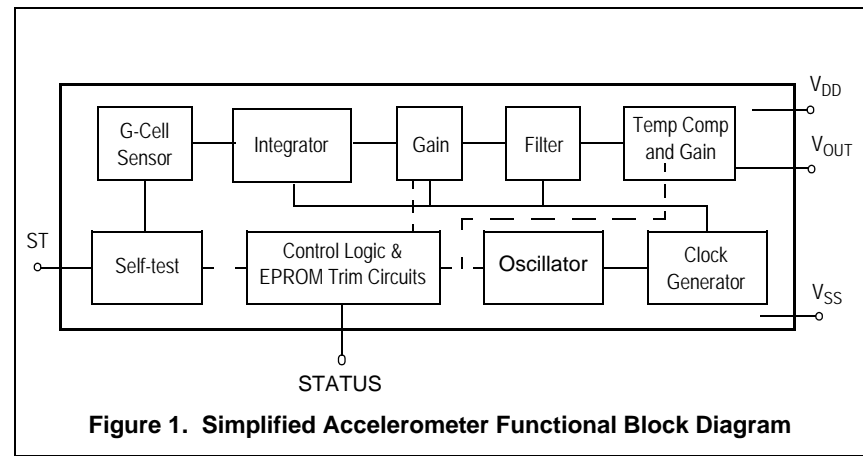 V_DD
G-Cell
Sensor
Integrator
Gain
Filter
Temp Comp
and Gain
V_OUT
ST
Self-test
Control Logic &
EPROM Trim Circuits
Oscillator
Clock
Generator
V_SS
STATUS
Figure 1. Simplified Accelerometer Functional Block Diagram